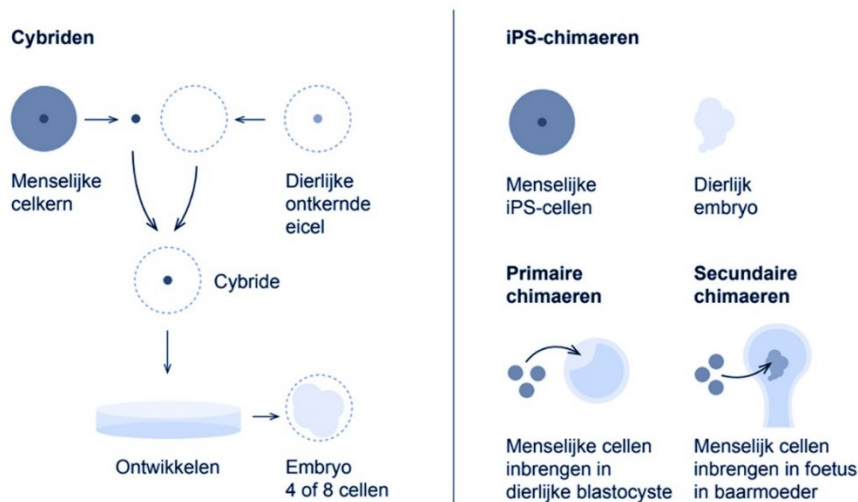 Cybriden
Menselijke
celkern
Dierlijke
ontkernde
eicel
Cybride
Ontwikkelen
Embryo
4 of 8 cellen
iPS-chimaeren
Menselijke
iPS-cellen
Dierlijk
embryo
Primaire
chimaeren
Secundaire
chimaeren
Menselijke cellen
inbrengen in
dierlijke blastocyste
Menselijk cellen
inbrengen in foetus
in baarmoeder